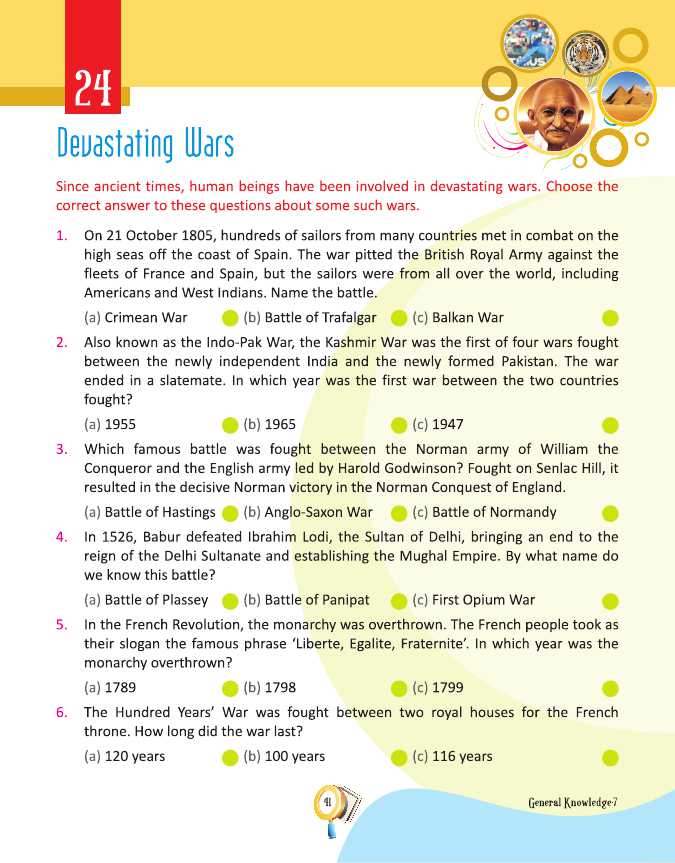 24
Devastating Wars
Since ancient times, human beings have been involved in devastating wars. Choose the
correct answer to these questions about some such wars.
1. On 21 October 1805, hundreds of sailors from many countries met in combat on the
high seas off the coast of Spain. The war pitted the British Royal Army against the
fleets of France and Spain, but the sailors were from all over the world, including
Americans and West Indians. Name the battle.
(a) Crimean War (b) Battle of Trafalgar (c) Balkan War
2. Also known as the Indo-Pak War, the Kashmir War was the first of four wars fought
between the newly independent India and the newly formed Pakistan. The war
ended in a slatemate. In which year was the first war between the two countries
fought?
(a) 1955 (b) 1965 (c) 1947
3. Which famous battle was fought between the Norman army of William the
Conqueror and the English army led by Harold Godwinson? Fought on Senlac Hill, it
resulted in the decisive Norman victory in the Norman Conquest of England.
(a) Battle of Hastings (b) Anglo-Saxon War (c) Battle of Normandy
4. In 1526, Babur defeated Ibrahim Lodi, the Sultan of Delhi, bringing an end to the
reign of the Delhi Sultanate and establishing the Mughal Empire. By what name do
we know this battle?
(a) Battle of Plassey (b) Battle of Panipat (c) First Opium War
5. In the French Revolution, the monarchy was overthrown. The French people took as
their slogan the famous phrase ‘Liberte, Egalite, Fraternite’. In which year was the
monarchy overthrown?
(a) 1789 (b) 1798 (c) 1799
6. The Hundred Years’ War was fought between two royal houses for the French
throne. How long did the war last?
(a) 120 years (b) 100 years (c) 116 years
41
General Knowledge-7